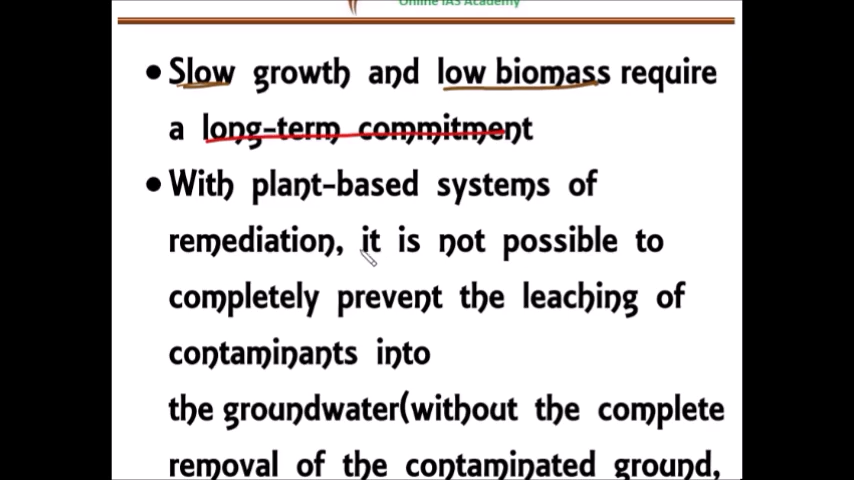 Online IAS Academy
• Slow growth and low biomass require
a long-term commitment
• With plant-based systems of
remediation, it is not possible to
completely prevent the leaching of
contaminants into
the groundwater(without the complete
removal of the contaminated ground,